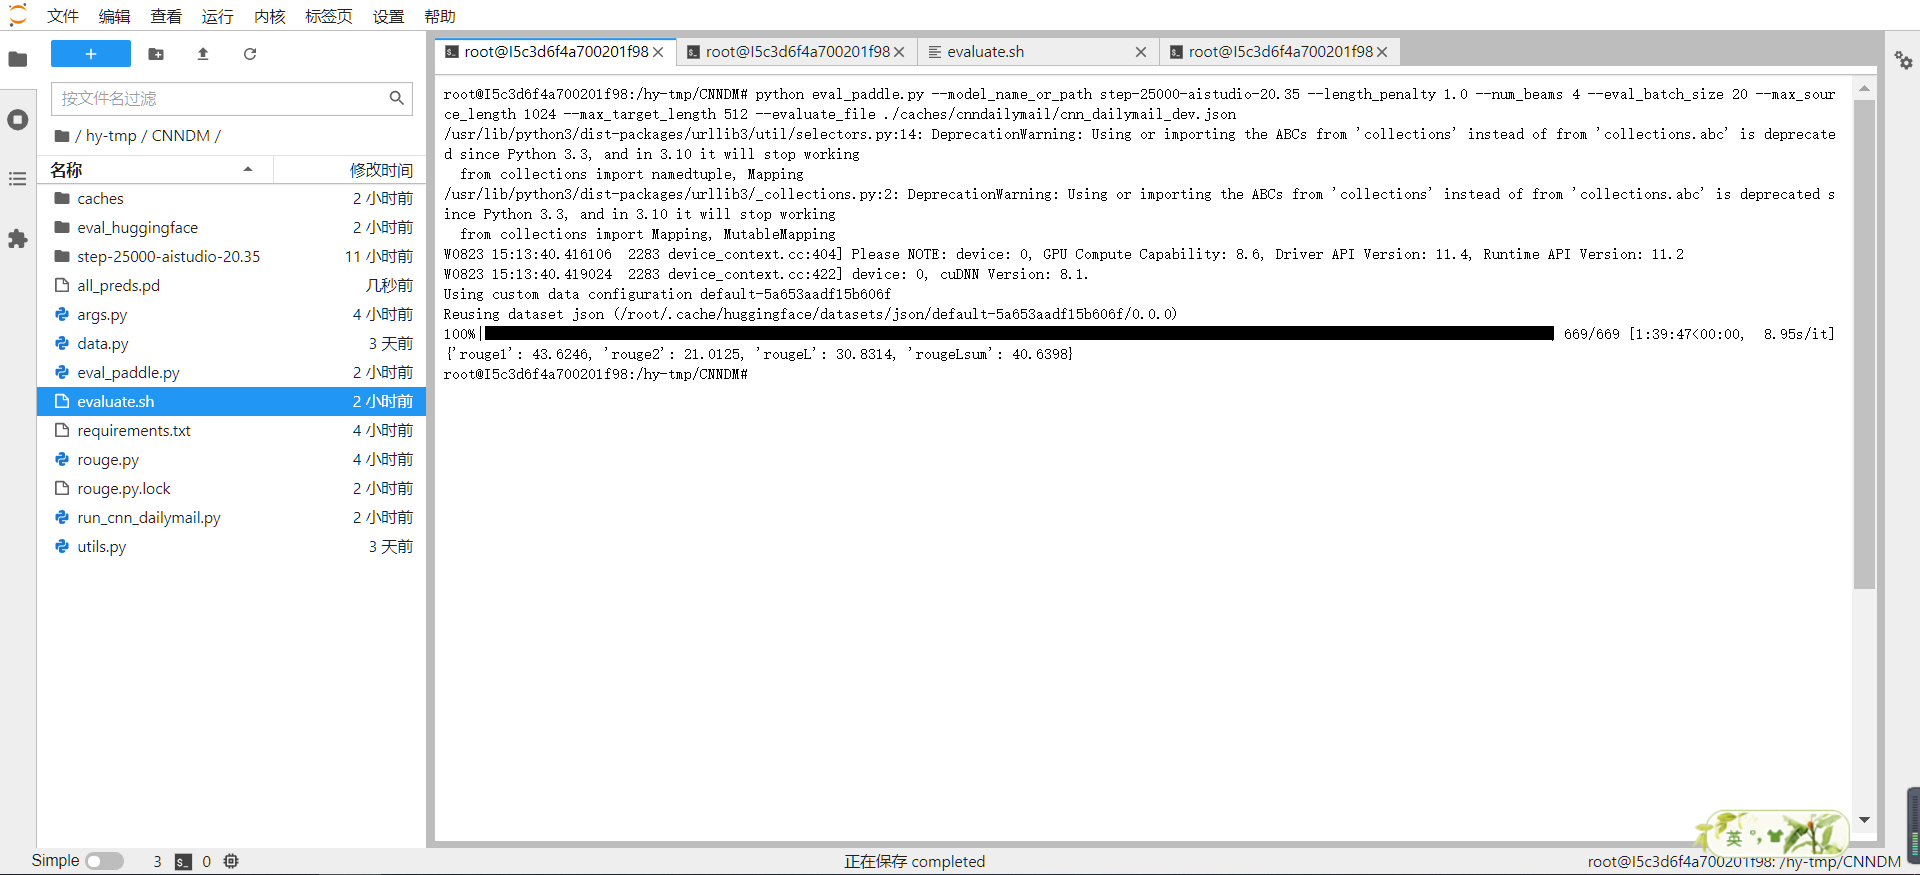 文件 编辑 查看 运行 内核 标签页 设置 帮助
+
按文件名过滤
/ hy-tmp / CNNDM /
名称 修改时间
caches 2 小时前
eval_huggingface 2 小时前
step-25000-aistudio-20.35 11 小时前
all_preds.pd 几秒前
args.py 4 小时前
data.py 3 天前
eval_paddle.py 2 小时前
evaluate.sh 2 小时前
requirements.txt 4 小时前
rouge.py 4 小时前
rouge.py.lock 2 小时前
run_cnn_dailymail.py 2 小时前
utils.py 3 天前
root@I5c3d6f4a700201f98 root@I5c3d6f4a700201f98 evaluate.sh root@I5c3d6f4a700201f98
root@I5c3d6f4a700201f98:/hy-tmp/CNNDM# python eval_paddle.py --model_name_or_path step-25000-aistudio-20.35 --length_penalty 1.0 --num_beams 4 --eval_batch_size 20 --max_sour
ce_length 1024 --max_target_length 512 --evaluate_file ./caches/cnndailymail/cnn_dailymail_dev.json
/usr/lib/python3/dist-packages/urllib3/util/selectors.py:14: DeprecationWarning: Using or importing the ABCs from 'collections' instead of from 'collections.abc' is deprecate
d since Python 3.3, and in 3.10 it will stop working
from collections import namedtuple, Mapping
/usr/lib/python3/dist-packages/urllib3/_collections.py:2: DeprecationWarning: Using or importing the ABCs from 'collections' instead of from 'collections.abc' is deprecated s
ince Python 3.3, and in 3.10 it will stop working
from collections import Mapping, MutableMapping
W0823 15:13:40.416106  2283 device_context.cc:404] Please NOTE: device: 0, GPU Compute Capability: 8.6, Driver API Version: 11.4, Runtime API Version: 11.2
W0823 15:13:40.419024  2283 device_context.cc:422] device: 0, cuDNN Version: 8.1.
Using custom data configuration default-5a653aadf15b606f
Reusing dataset json (/root/.cache/huggingface/datasets/json/default-5a653aadf15b606f/0.0.0)
100%| | 669/669 [1:39:47<00:00,  8.95s/it]
{'rouge1': 43.6246, 'rouge2': 21.0125, 'rougeL': 30.8314, 'rougeLsum': 40.6398}
root@I5c3d6f4a700201f98:/hy-tmp/CNNDM#
英
Simple 3 0 正在保存 completed root@I5c3d6f4a700201f98: /hy-tmp/CNNDM